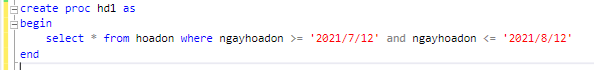 create proc hd1 as
begin
select * from hoadon where ngayhoadon >= '2021/7/12' and ngayhoadon <= '2021/8/12'
end